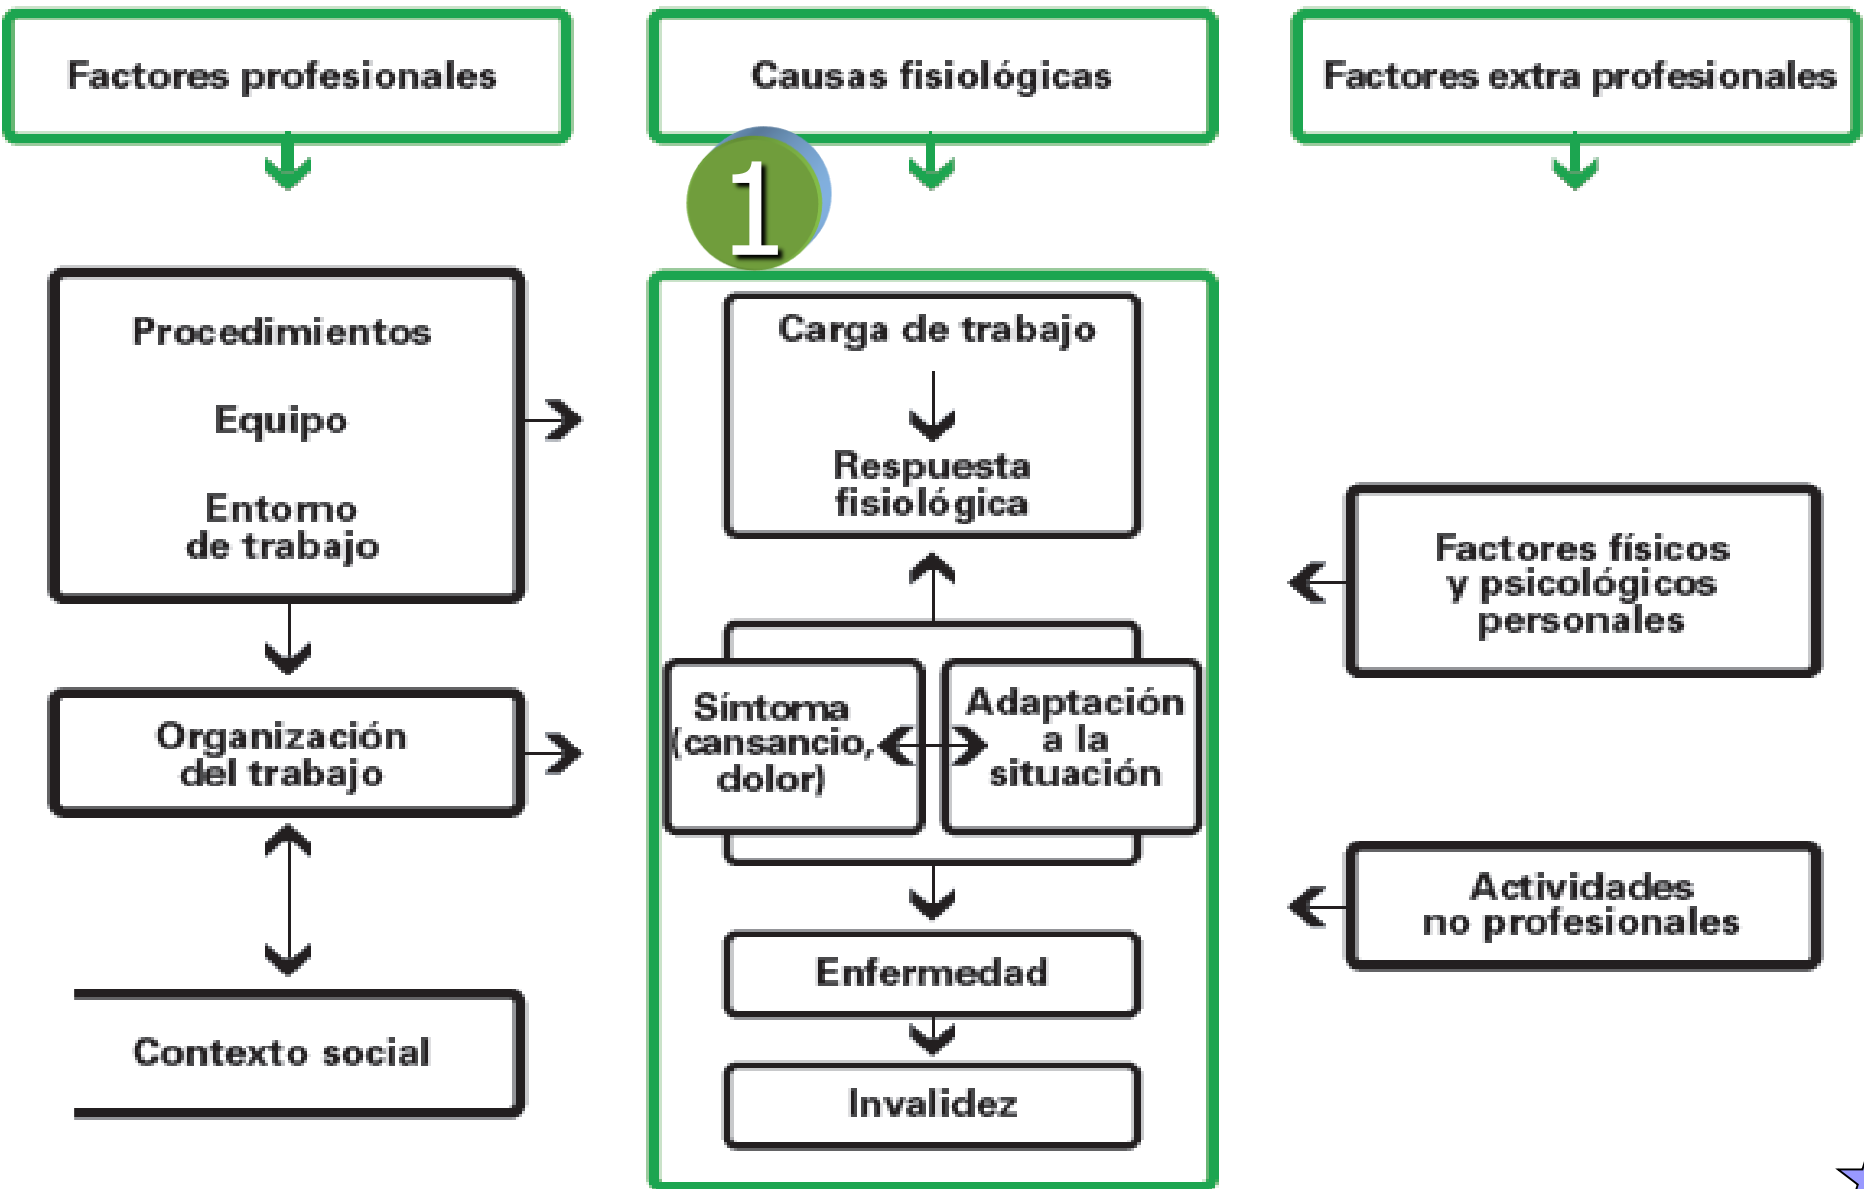 Factores profesionales
Causas fisiológicas
Factores extra profesionales
1
Procedimientos
Equipo
Entorno
de trabajo
Organización
del trabajo
Contexto social
Carga de trabajo
Respuesta
fisiológica
Síntoma
(cansancio,
dolor)
Adaptación
a la
situación
Enfermedad
Invalidez
Factores físicos
y psicológicos
personales
Actividades
no profesionales